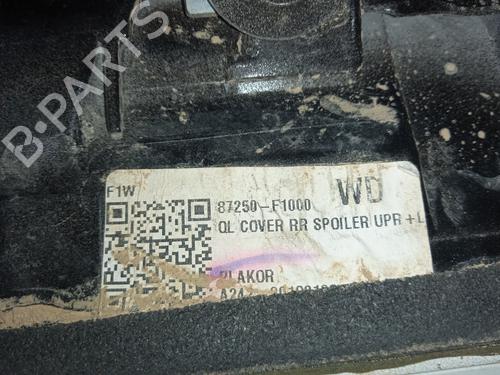 B-PARTS
F1W
WD
87250-F1000
QL COVER RR SPOILER UPR +L
PLAKOR